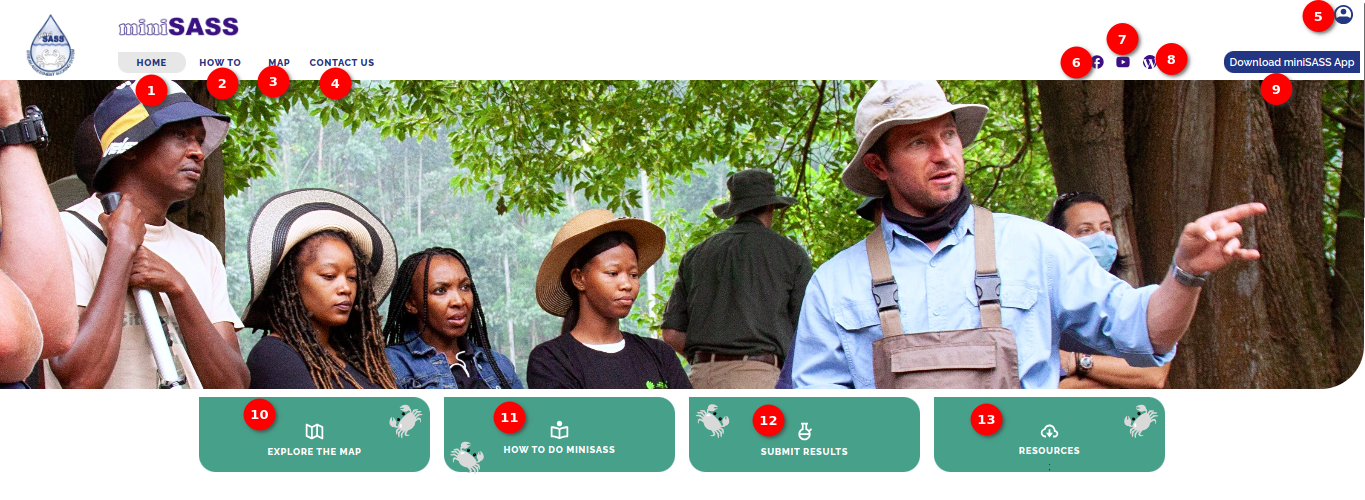 5
miniSASS
SASS
7
HOME
HOW TO
MAP
CONTACT US
6
8
Download miniSASS App
1
2
3
4
9
10
11
12
13
EXPLORE THE MAP
HOW TO DO MINISASS
SUBMIT RESULTS
RESOURCES